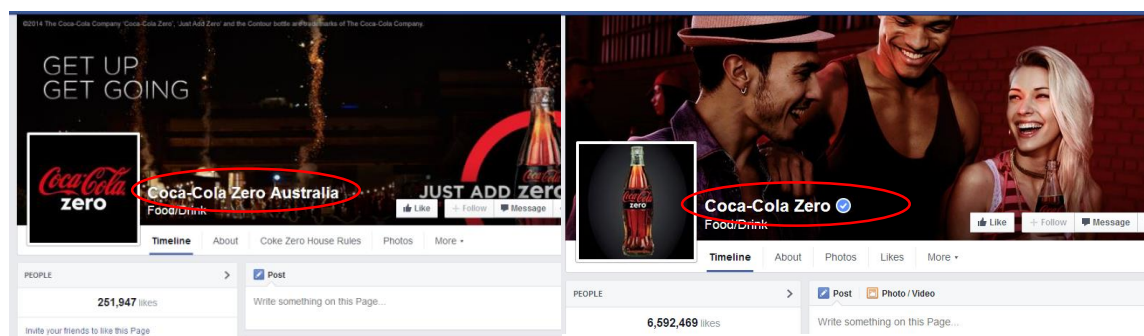 ©2014 The Coca-Cola Company 'Coca-Cola Zero', 'Just Add Zero' and the Contour bottle are trademarks of The Coca-Cola Company.
GET UP
GET GOING
Coca-Cola
zero
JUST ADD zero
Coca-Cola Zero Australia
Food/Drink
Like
+ Follow
Message
Timeline
About
Coke Zero House Rules
Photos
More
PEOPLE
251,947 likes
Invite your friends to like this Page
Post
Write something on this Page...
Coca-Cola
zero
Coca-Cola Zero
Food/Drink
Like
+ Follow
Message
Timeline
About
Photos
Likes
More
PEOPLE
6,592,469 likes
Post
Photo / Video
Write something on this Page...